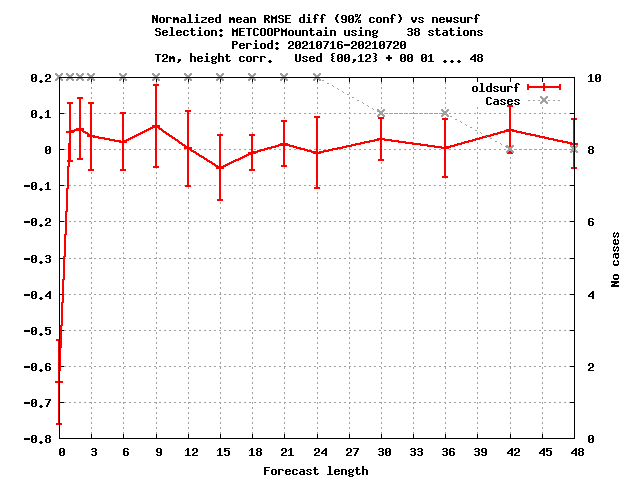 Normalized mean RMSE diff (90% conf) vs newsurf
Selection: METCOOPMountain using    38 stations
Period: 20210716-20210720
T2m, height corr.   Used {00,12} + 00 01 ... 48
oldsurf
Cases
0.2
0.1
0
-0.1
-0.2
-0.3
-0.4
-0.5
-0.6
-0.7
-0.8
10
8
6
4
2
0
No cases
0 3 6 9 12 15 18 21 24 27 30 33 36 39 42 45 48
Forecast length